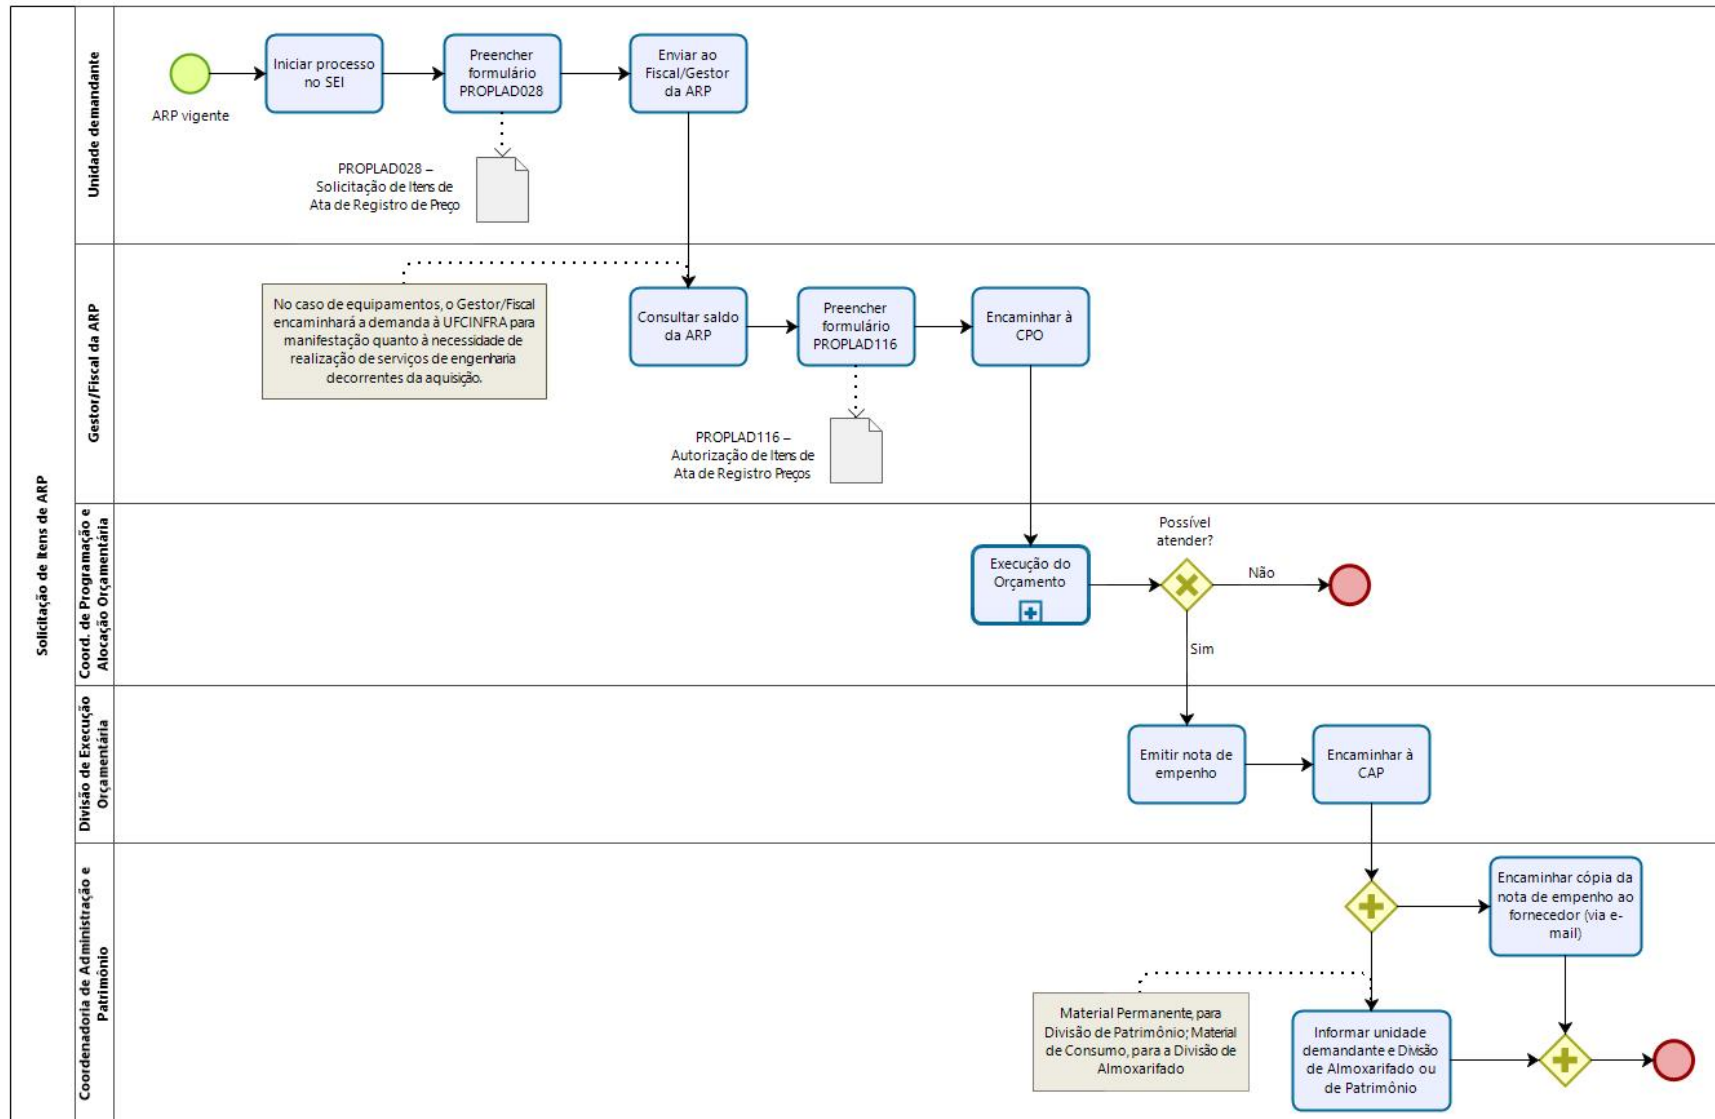 Solicitação de Itens de ARP
Unidade demandante
ARP vigente
Iniciar processo
no SEI
Preencher
formulário
PROPLAD028
Enviar ao
Fiscal/Gestor
da ARP
PROPLAD028 –
Solicitação de Itens de
Ata de Registro de Preço
Gestor/Fiscal da ARP
No caso de equipamentos, o Gestor/Fiscal
encaminhará a demanda à UFCINFRA para
manifestação quanto à necessidade de
realização de serviços de engenharia
decorrentes da aquisição.
Consultar saldo
da ARP
Preencher
formulário
PROPLAD116
Encaminhar à
CPO
PROPLAD116 –
Autorização de Itens de
Ata de Registro Preços
Coord. de Programação e
Alocação Orçamentária
Execução do
Orçamento
Possível
atender?
Não
Sim
Divisão de Execução
Orçamentária
Emitir nota de
empenho
Encaminhar à
CAP
Coordenadoria de Administração e
Patrimônio
Encaminhar cópia da
nota de empenho ao
fornecedor (via e-
mail)
Material Permanente, para
Divisão de Patrimônio; Material
de Consumo, para a Divisão de
Almoxarifado
Informar unidade
demandante e Divisão
de Almoxarifado ou
de Patrimônio